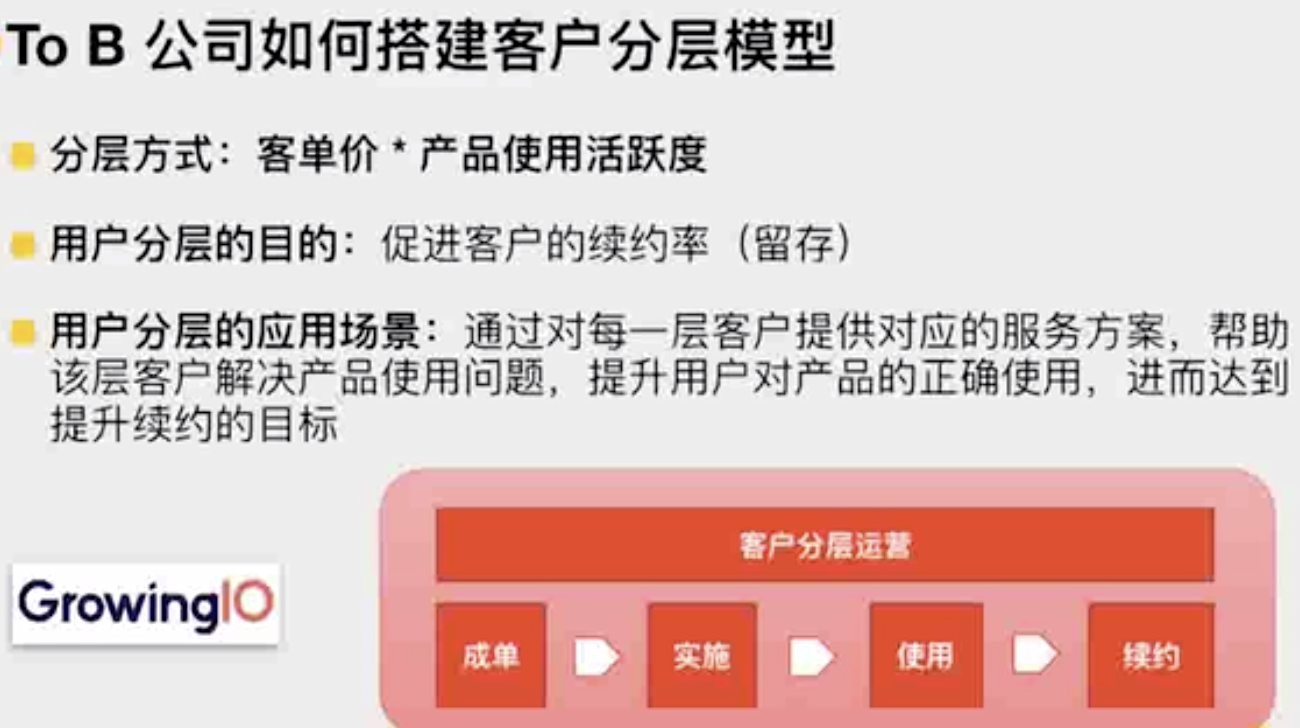 To B 公司如何搭建客户分层模型
分层方式：客单价 * 产品使用活跃度
用户分层的目的：促进客户的续约率（留存）
用户分层的应用场景：通过对每一层客户提供对应的服务方案，帮助
该层客户解决产品使用问题，提升用户对产品的正确使用，进而达到
提升续约的目标
客户分层运营
GrowingIO
成单
实施
使用
续约